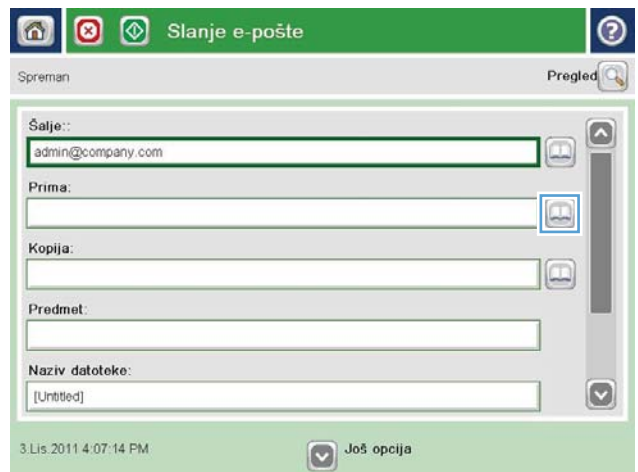 Slanje e-pošte
Spreman
Pregled
Šalje::
admin@company.com
Prima:
Kopija:
Predmet:
Naziv datoteke:
[Untitled]
3.Lis.2011 4:07:14 PM
Još opcija